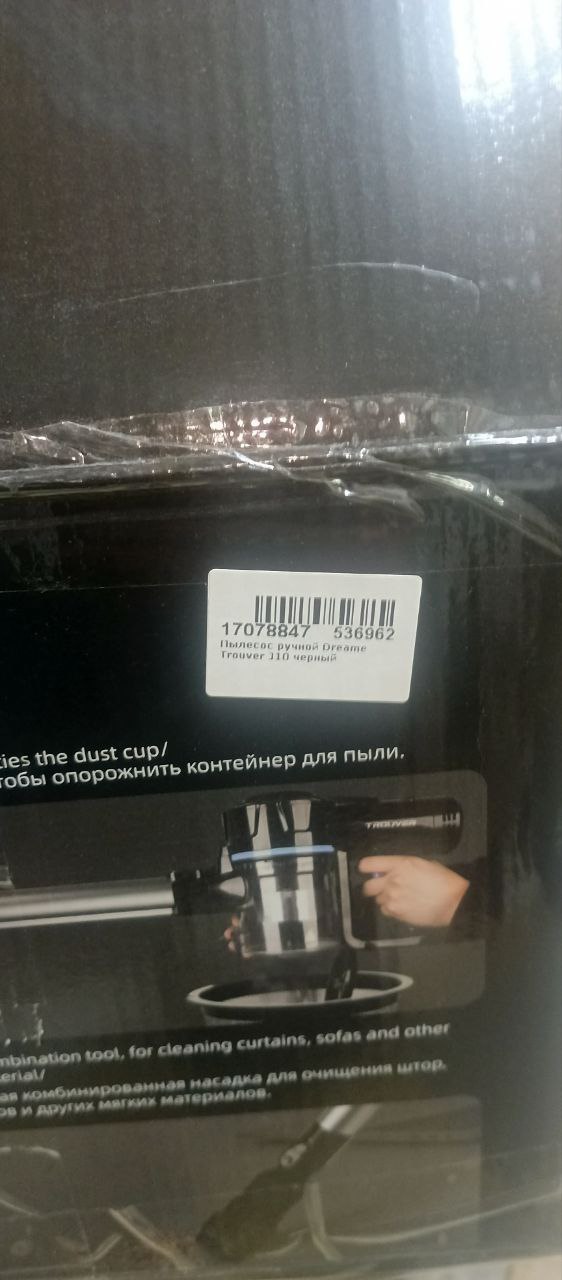 17078847 536962
Пылесос ручной Dreame
Trouver J10 черный
ties the dust cup/
тобы опорожнить контейнер для пыли.
TROUVER
mbination tool, for cleaning curtains, sofas and other
erial/
ая комбинированная насадка для очищения штор,
ов и других мягких материалов.